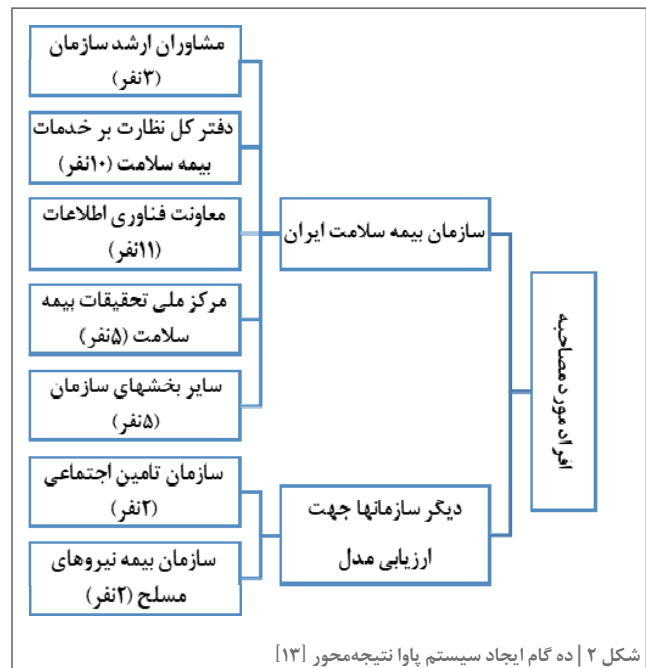 افراد مورد مصاحبه
سازمان بیمه سلامت ایران
مشاوران ارشد سازمان
(۳نفر)
دفتر کل نظارت بر خدمات
بیمه سلامت (۱۰نفر)
معاونت فناوری اطلاعات
(۱۱نفر)
مرکز ملی تحقیقات بیمه
سلامت (۵نفر)
سایر بخشهای سازمان
(۵نفر)
دیگر سازمانها جهت
ارزیابی مدل
سازمان تامین اجتماعی
(۲نفر)
سازمان بیمه نیروهای
مسلح (۲نفر)
شکل ۲ | ده گام ایجاد سیستم پاوا نتیجه‌محور [۱۳]